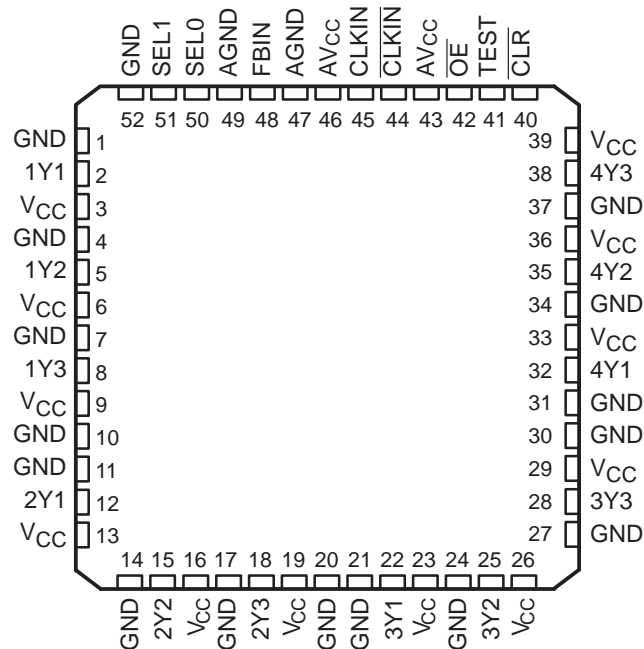 GND SEL1 SEL0 AGND FBIN AGND AVCC CLKIN CLKIN AVCC OE TEST CLR
52 51 50 49 48 47 46 45 44 43 42 41 40
GND 1 39 VCC
1Y1 2 38 4Y3
VCC 3 37 GND
GND 4 36 VCC
1Y2 5 35 4Y2
VCC 6 34 GND
GND 7 33 VCC
1Y3 8 32 4Y1
VCC 9 31 GND
GND 10 30 GND
GND 11 29 VCC
2Y1 12 28 3Y3
VCC 13 27 GND
14 15 16 17 18 19 20 21 22 23 24 25 26
GND 2Y2 VCC GND 2Y3 VCC GND GND 3Y1 VCC GND 3Y2 VCC